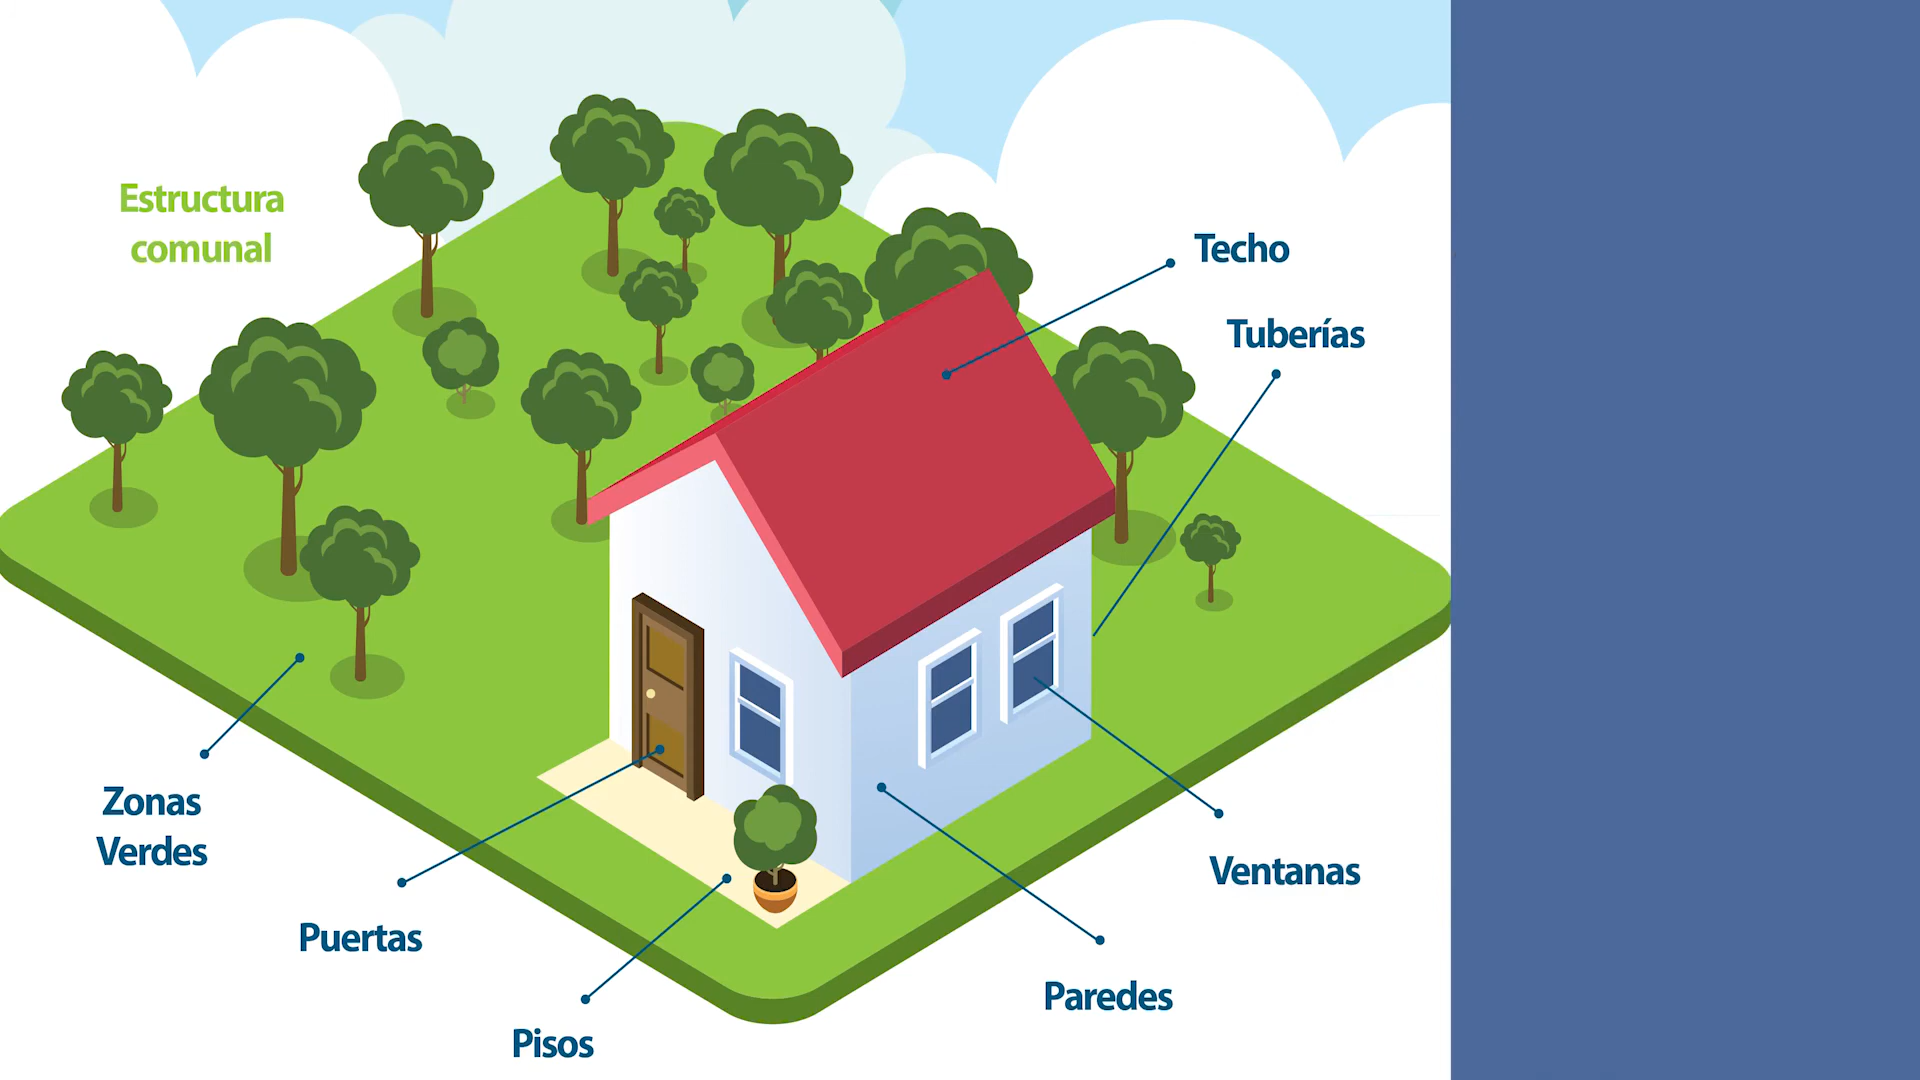 Estructura
comunal
Techo
Tuberías
Zonas
Verdes
Ventanas
Puertas
Paredes
Pisos